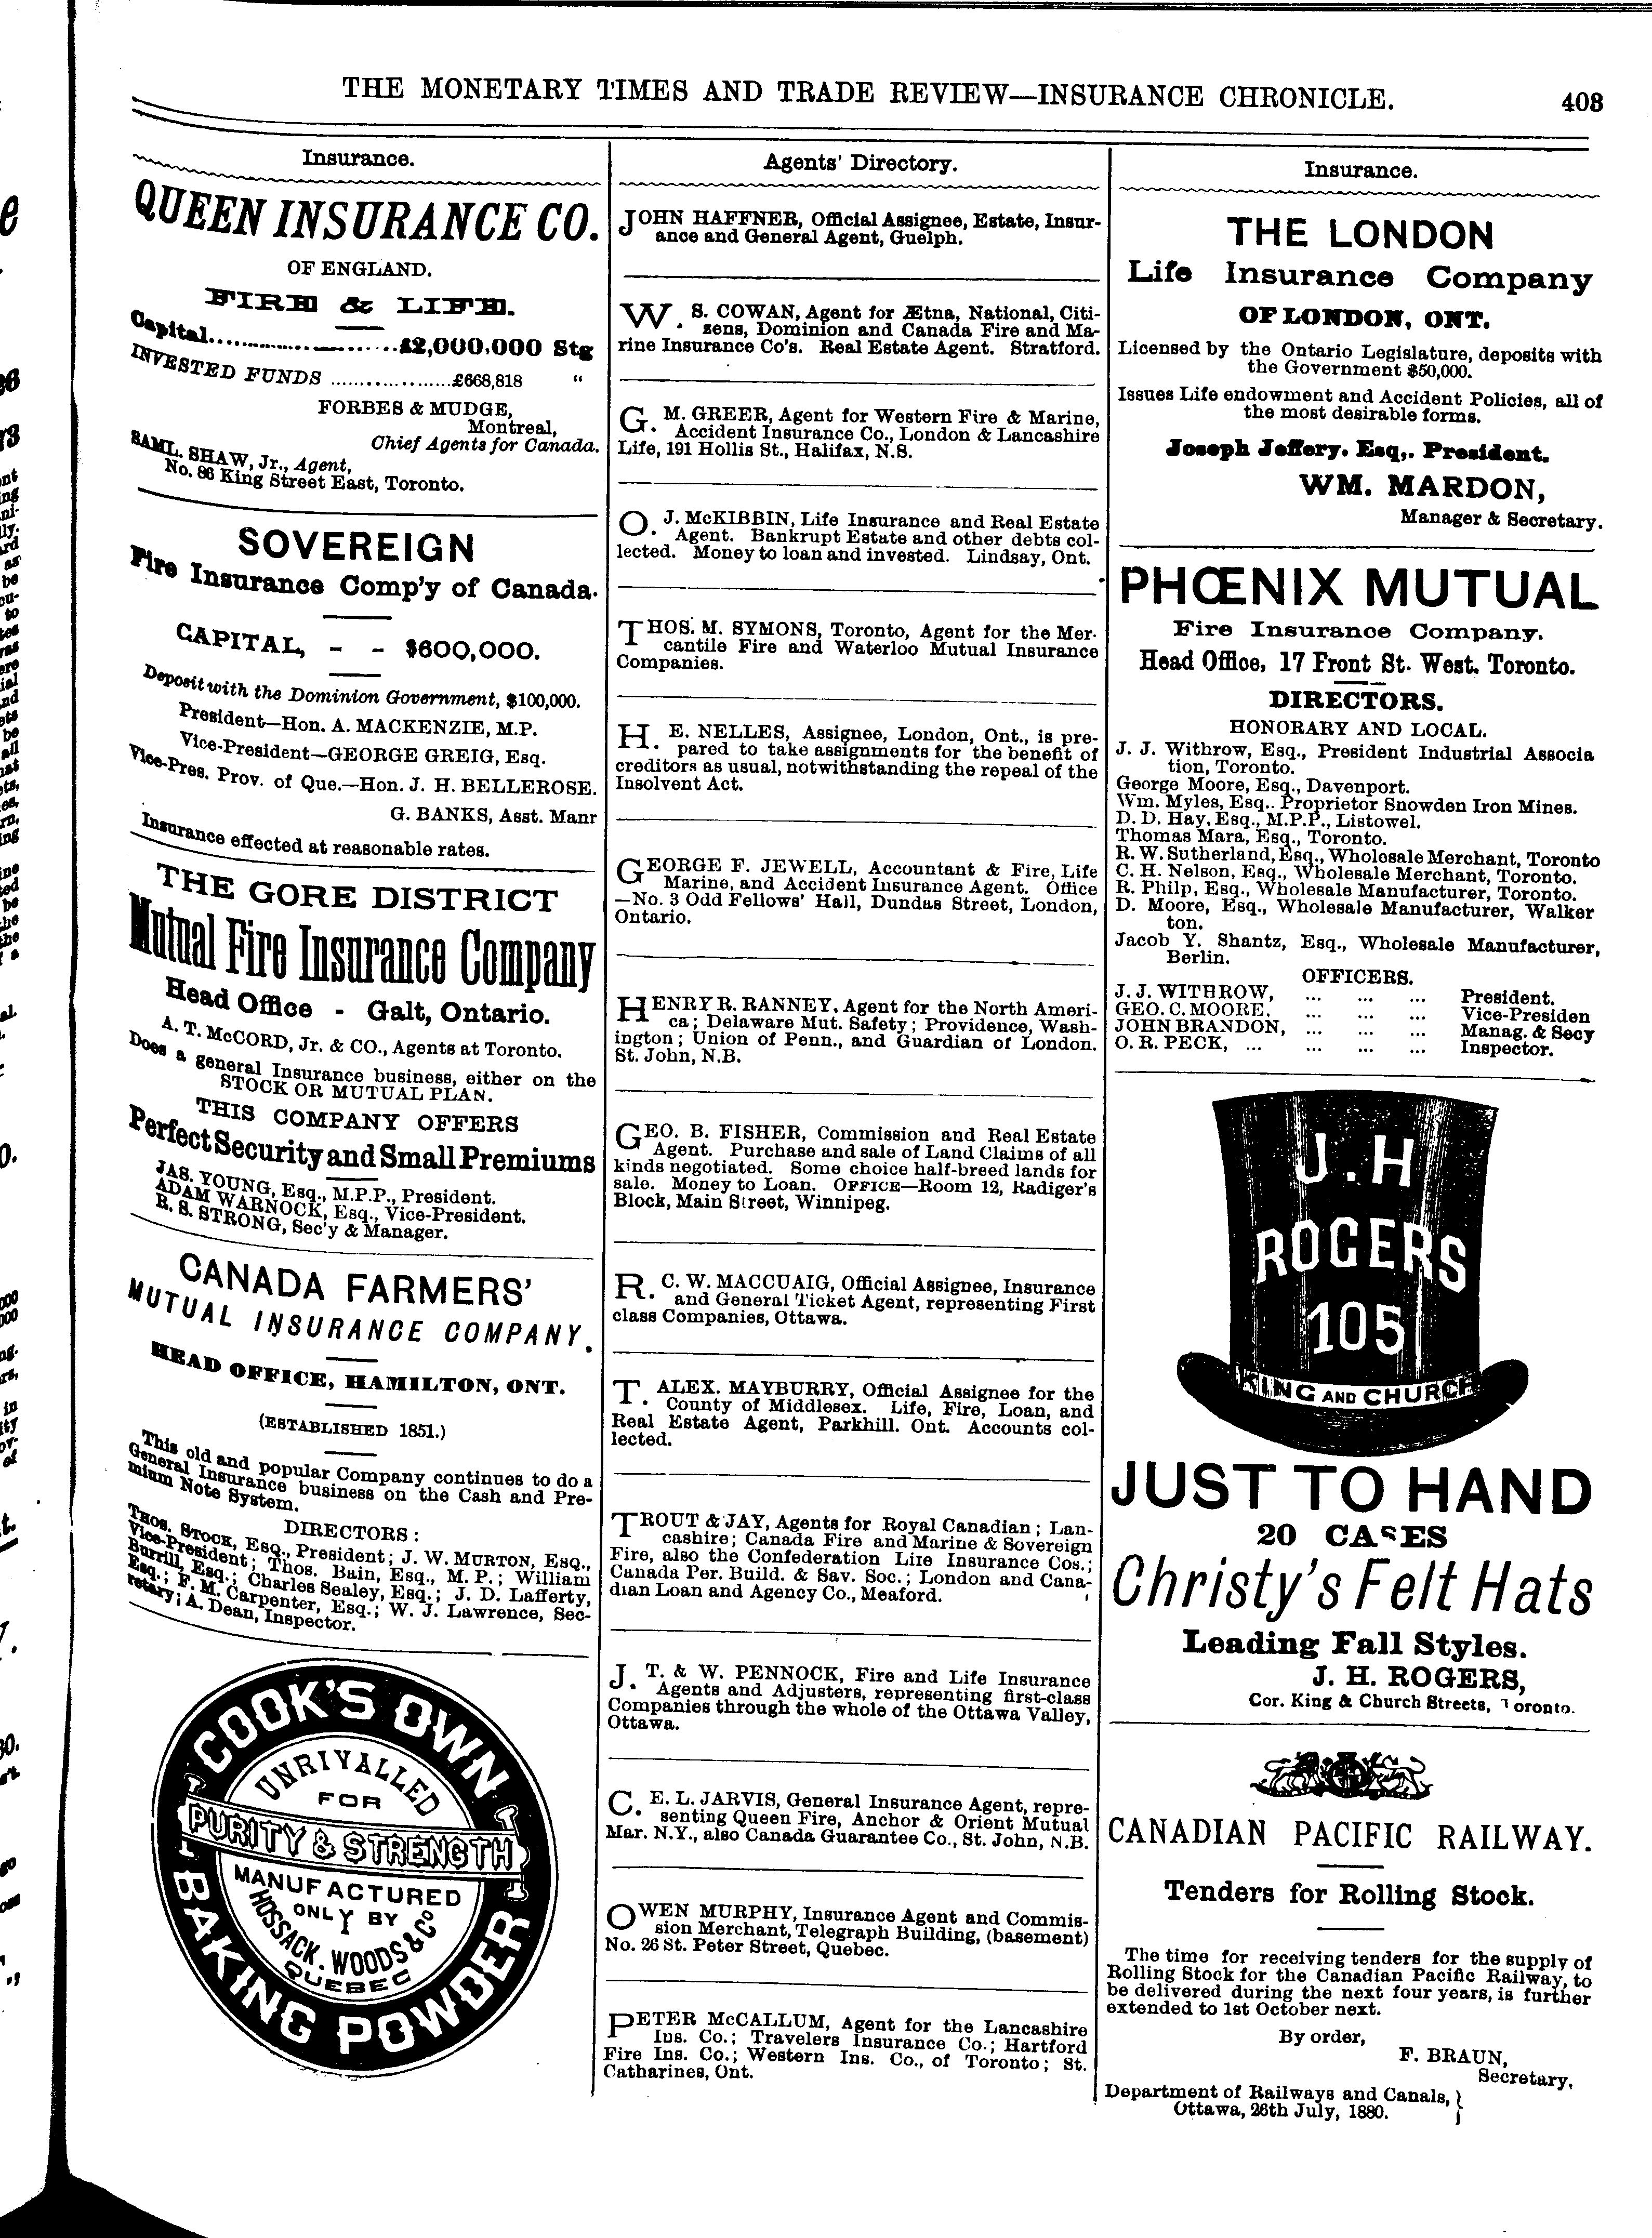 THE MONETARY TIMES AND TRADE REVIEW—INSURANCE CHRONICLE. 408
Insurance.
QUEEN INSURANCE CO.
OF ENGLAND.
FIRE & LIFE.
Capital..............................£2,000,000 Stg
INVESTED FUNDS ...................£668,818 "
FORBES & MUDGE,
Montreal,
Chief Agents for Canada.
SAML. SHAW, Jr., Agent,
No. 86 King Street East, Toronto.
SOVEREIGN
Fire Insurance Comp'y of Canada.
CAPITAL, - - $600,000.
Deposit with the Dominion Government, $100,000.
President—Hon. A. MACKENZIE, M.P.
Vice-President—GEORGE GREIG, Esq.
Vice-Pres. Prov. of Que.—Hon. J. H. BELLEROSE.
G. BANKS, Asst. Manr
Insurance effected at reasonable rates.
THE GORE DISTRICT
Mutual Fire Insurance Company
Head Office - Galt, Ontario.
A. T. McCORD, Jr. & CO., Agents at Toronto.
Does a general Insurance business, either on the
STOCK OR MUTUAL PLAN.
THIS COMPANY OFFERS
Perfect Security and Small Premiums
JAS. YOUNG, Esq., M.P.P., President.
ADAM WARNOCK, Esq., Vice-President.
R. S. STRONG, Sec'y & Manager.
CANADA FARMERS'
MUTUAL INSURANCE COMPANY.
HEAD OFFICE, HAMILTON, ONT.
(ESTABLISHED 1851.)
This old and popular Company continues to do a
General Insurance business on the Cash and Pre-
mium Note System.
DIRECTORS:
THOS. STOCK, Esq., President; J. W. MURTON, Esq.,
Vice-President; Thos. Bain, Esq., M. P.; William
Burrill, Esq.; Charles Sealey, Esq.; J. D. Lafferty,
Esq.; F. M. Carpenter, Esq.; W. J. Lawrence, Sec-
retary; A. Dean, Inspector.
COOK'S OWN
UNRIVALLED
FOR
PURITY & STRENGTH
MANUFACTURED
ONLY BY
HOSSACK. WOODS & Co
QUEBEC
BAKING POWDER
Agents' Directory.
JOHN HAFFNER, Official Assignee, Estate, Insur-
ance and General Agent, Guelph.
W. S. COWAN, Agent for Ætna, National, Citi-
zens, Dominion and Canada Fire and Ma-
rine Insurance Co's. Real Estate Agent. Stratford.
G. M. GREER, Agent for Western Fire & Marine,
Accident Insurance Co., London & Lancashire
Life, 191 Hollis St., Halifax, N.S.
O. J. McKIBBIN, Life Insurance and Real Estate
Agent. Bankrupt Estate and other debts col-
lected. Money to loan and invested. Lindsay, Ont.
THOS. M. SYMONS, Toronto, Agent for the Mer-
cantile Fire and Waterloo Mutual Insurance
Companies.
H. E. NELLES, Assignee, London, Ont., is pre-
pared to take assignments for the benefit of
creditors as usual, notwithstanding the repeal of the
Insolvent Act.
GEORGE F. JEWELL, Accountant & Fire, Life
Marine, and Accident Insurance Agent. Office
—No. 3 Odd Fellows' Hall, Dundas Street, London,
Ontario.
HENRY R. RANNEY, Agent for the North Ameri-
ca; Delaware Mut. Safety; Providence, Wash-
ington; Union of Penn., and Guardian of London.
St. John, N.B.
GEO. B. FISHER, Commission and Real Estate
Agent. Purchase and sale of Land Claims of all
kinds negotiated. Some choice half-breed lands for
sale. Money to Loan. OFFICE—Room 12, Radiger's
Block, Main Street, Winnipeg.
R. C. W. MACCUAIG, Official Assignee, Insurance
and General Ticket Agent, representing First
class Companies, Ottawa.
T. ALEX. MAYBURRY, Official Assignee for the
County of Middlesex. Life, Fire, Loan, and
Real Estate Agent, Parkhill. Ont. Accounts col-
lected.
TROUT & JAY, Agents for Royal Canadian; Lan-
cashire; Canada Fire and Marine & Sovereign
Fire, also the Confederation Life Insurance Cos.;
Canada Per. Build. & Sav. Soc.; London and Cana-
dian Loan and Agency Co., Meaford.
J. T. & W. PENNOCK, Fire and Life Insurance
Agents and Adjusters, representing first-class
Companies through the whole of the Ottawa Valley,
Ottawa.
C. E. L. JARVIS, General Insurance Agent, repre-
senting Queen Fire, Anchor & Orient Mutual
Mar. N.Y., also Canada Guarantee Co., St. John, N.B.
OWEN MURPHY, Insurance Agent and Commis-
sion Merchant, Telegraph Building, (basement)
No. 26 St. Peter Street, Quebec.
PETER McCALLUM, Agent for the Lancashire
Ins. Co.; Travelers Insurance Co.; Hartford
Fire Ins. Co.; Western Ins. Co., of Toronto; St.
Catharines, Ont.
Insurance.
THE LONDON
Life Insurance Company
OF LONDON, ONT.
Licensed by the Ontario Legislature, deposits with
the Government $50,000.
Issues Life endowment and Accident Policies, all of
the most desirable forms.
Joseph Jeffery. Esq,. President.
WM. MARDON,
Manager & Secretary.
PHŒNIX MUTUAL
Fire Insurance Company.
Head Office, 17 Front St. West, Toronto.
DIRECTORS.
HONORARY AND LOCAL.
J. J. Withrow, Esq., President Industrial Associa
tion, Toronto.
George Moore, Esq., Davenport.
Wm. Myles, Esq.. Proprietor Snowden Iron Mines.
D. D. Hay, Esq., M.P.P., Listowel.
Thomas Mara, Esq., Toronto.
R. W. Sutherland, Esq., Wholesale Merchant, Toronto
C. H. Nelson, Esq., Wholesale Merchant, Toronto.
R. Philp, Esq., Wholesale Manufacturer, Toronto.
D. Moore, Esq., Wholesale Manufacturer, Walker
ton.
Jacob Y. Shantz, Esq., Wholesale Manufacturer,
Berlin.
OFFICERS.
J. J. WITHROW, ... ... ... President.
GEO. C. MOORE. ... ... ... Vice-Presiden
JOHN BRANDON, ... ... ... Manag. & Secy
O. R. PECK, ... ... ... ... Inspector.
J.H
ROGERS
105
KING AND CHURCH
JUST TO HAND
20 CASES
Christy's Felt Hats
Leading Fall Styles.
J. H. ROGERS,
Cor. King & Church Streets, Toronto.
CANADIAN PACIFIC RAILWAY.
Tenders for Rolling Stock.
The time for receiving tenders for the supply of
Rolling Stock for the Canadian Pacific Railway, to
be delivered during the next four years, is further
extended to 1st October next.
By order,
F. BRAUN,
Secretary,
Department of Railways and Canals,
Ottawa, 26th July, 1880.